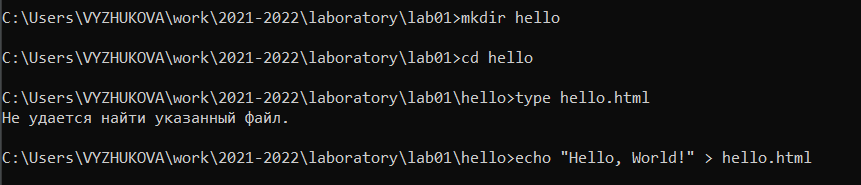 C:\Users\VYZHUKOVA\work\2021-2022\laboratory\lab01>mkdir hello
C:\Users\VYZHUKOVA\work\2021-2022\laboratory\lab01>cd hello
C:\Users\VYZHUKOVA\work\2021-2022\laboratory\lab01\hello>type hello.html
Не удается найти указанный файл.
C:\Users\VYZHUKOVA\work\2021-2022\laboratory\lab01\hello>echo "Hello, World!" > hello.html